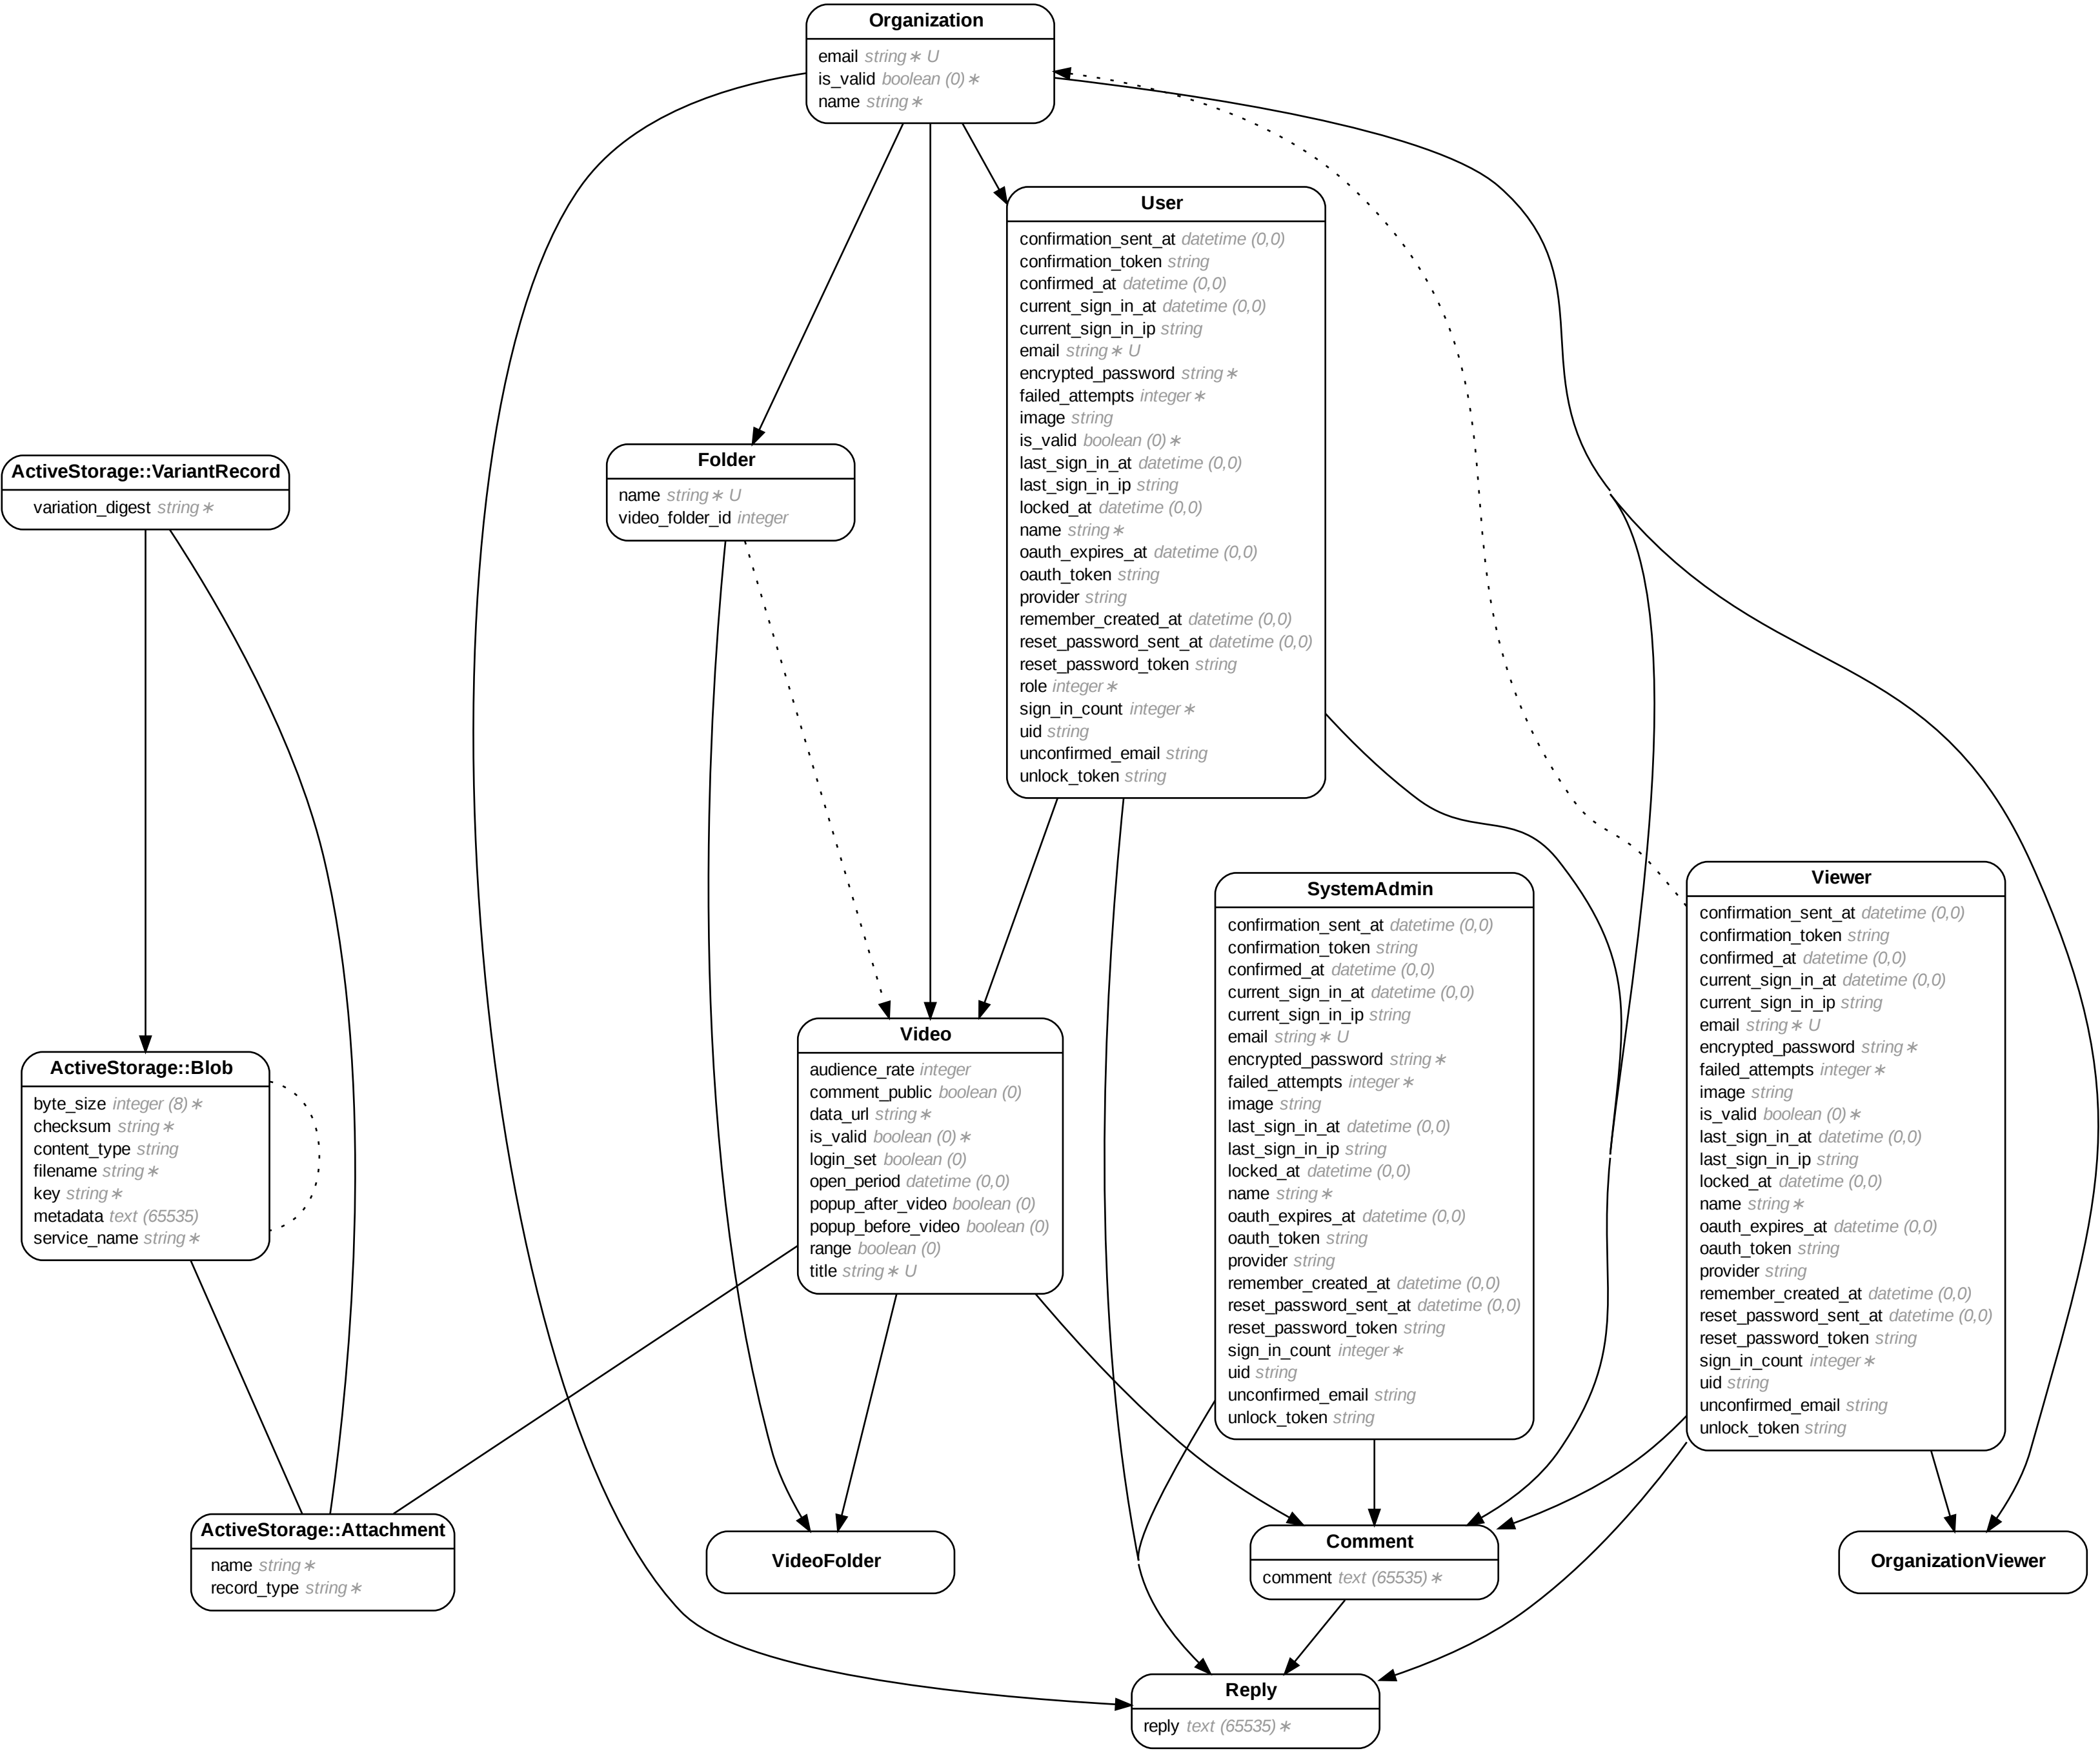 Organization
email string∗ U
is_valid boolean (0)∗
name string∗
User
confirmation_sent_at datetime (0,0)
confirmation_token string
confirmed_at datetime (0,0)
current_sign_in_at datetime (0,0)
current_sign_in_ip string
email string∗ U
encrypted_password string∗
failed_attempts integer∗
image string
is_valid boolean (0)∗
last_sign_in_at datetime (0,0)
last_sign_in_ip string
locked_at datetime (0,0)
name string∗
oauth_expires_at datetime (0,0)
oauth_token string
provider string
remember_created_at datetime (0,0)
reset_password_sent_at datetime (0,0)
reset_password_token string
role integer∗
sign_in_count integer∗
uid string
unconfirmed_email string
unlock_token string
Folder
name string∗ U
video_folder_id integer
ActiveStorage::VariantRecord
variation_digest string∗
SystemAdmin
confirmation_sent_at datetime (0,0)
confirmation_token string
confirmed_at datetime (0,0)
current_sign_in_at datetime (0,0)
current_sign_in_ip string
email string∗ U
encrypted_password string∗
failed_attempts integer∗
image string
last_sign_in_at datetime (0,0)
last_sign_in_ip string
locked_at datetime (0,0)
name string∗
oauth_expires_at datetime (0,0)
oauth_token string
provider string
remember_created_at datetime (0,0)
reset_password_sent_at datetime (0,0)
reset_password_token string
sign_in_count integer∗
uid string
unconfirmed_email string
unlock_token string
Viewer
confirmation_sent_at datetime (0,0)
confirmation_token string
confirmed_at datetime (0,0)
current_sign_in_at datetime (0,0)
current_sign_in_ip string
email string∗ U
encrypted_password string∗
failed_attempts integer∗
image string
is_valid boolean (0)∗
last_sign_in_at datetime (0,0)
last_sign_in_ip string
locked_at datetime (0,0)
name string∗
oauth_expires_at datetime (0,0)
oauth_token string
provider string
remember_created_at datetime (0,0)
reset_password_sent_at datetime (0,0)
reset_password_token string
sign_in_count integer∗
uid string
unconfirmed_email string
unlock_token string
Video
audience_rate integer
comment_public boolean (0)
data_url string∗
is_valid boolean (0)∗
login_set boolean (0)
open_period datetime (0,0)
popup_after_video boolean (0)
popup_before_video boolean (0)
range boolean (0)
title string∗ U
ActiveStorage::Blob
byte_size integer (8)∗
checksum string∗
content_type string
filename string∗
key string∗
metadata text (65535)
service_name string∗
ActiveStorage::Attachment
name string∗
record_type string∗
VideoFolder
Comment
comment text (65535)∗
OrganizationViewer
Reply
reply text (65535)∗